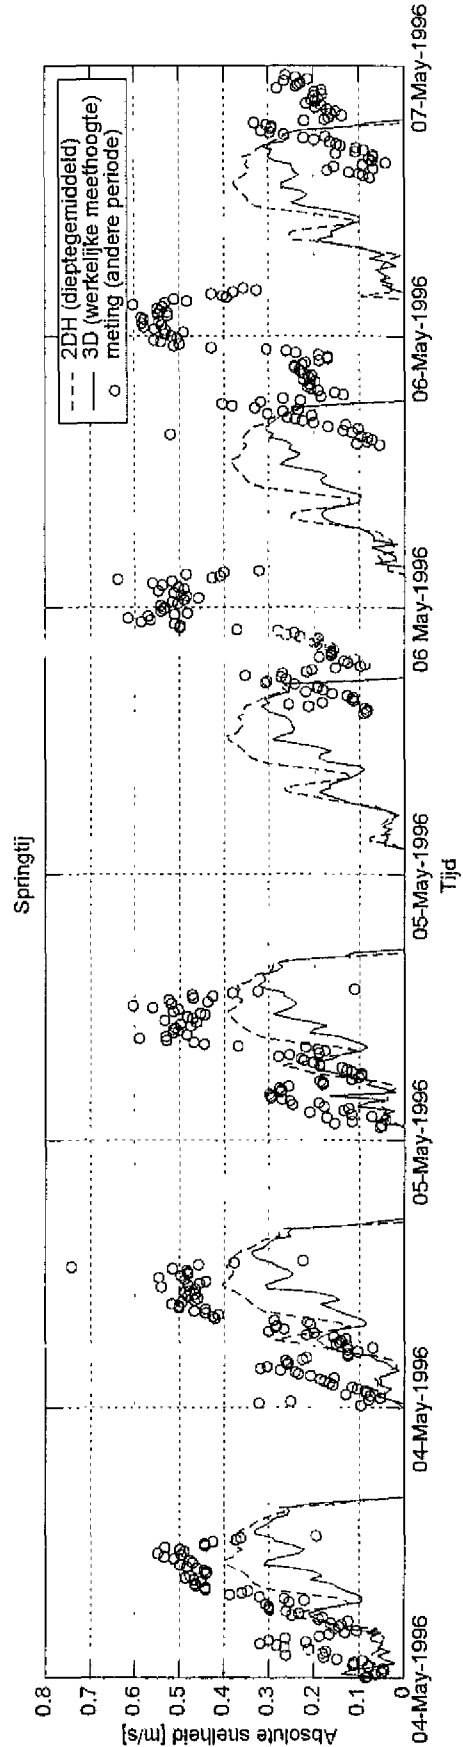 Springtij
--- 2DH (dieptegemiddeld)
— 3D (werkelijke meethoogte)
o meting (andere periode)
Absolute snelheid [m/s]
0.8
0.7
0.6
0.5
0.4
0.3
0.2
0.1
0
04-May-1996
04-May-1996
05-May-1996
05-May-1996
06 May-1996
06-May-1996
07-May-1996
Tijd